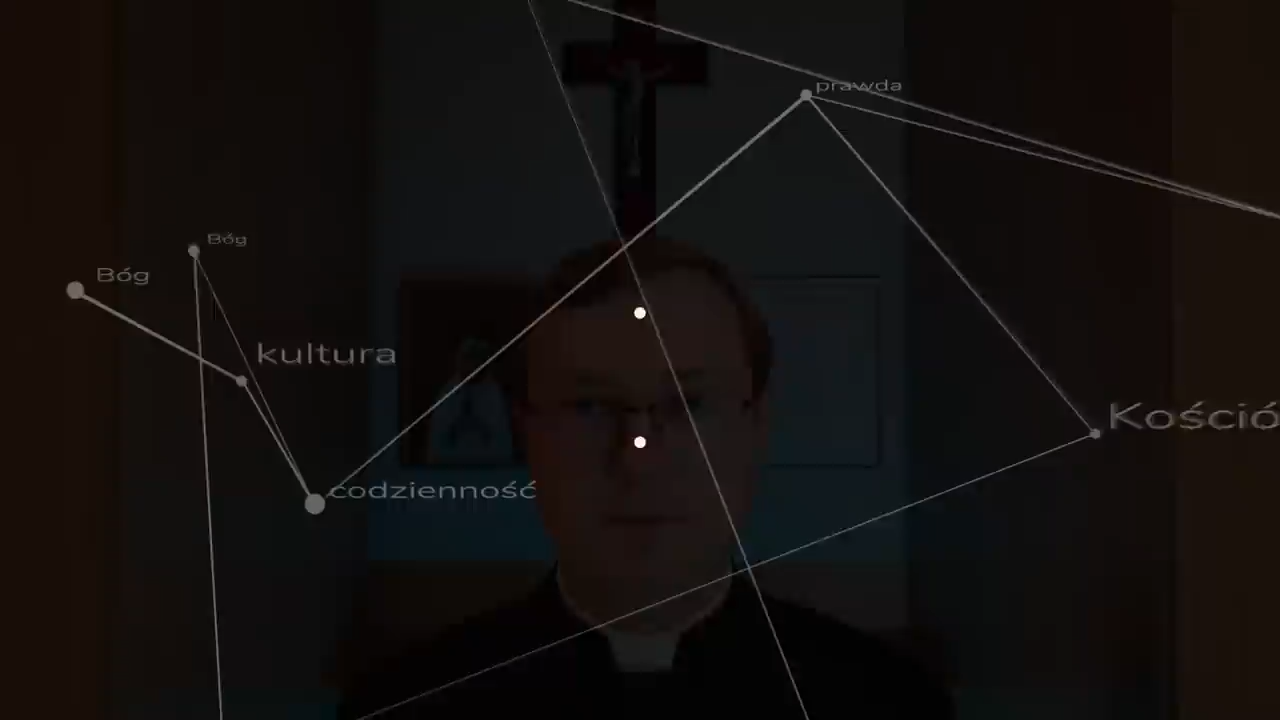 prawda
Bóg
Bóg
kultura
Kośció
codzienność